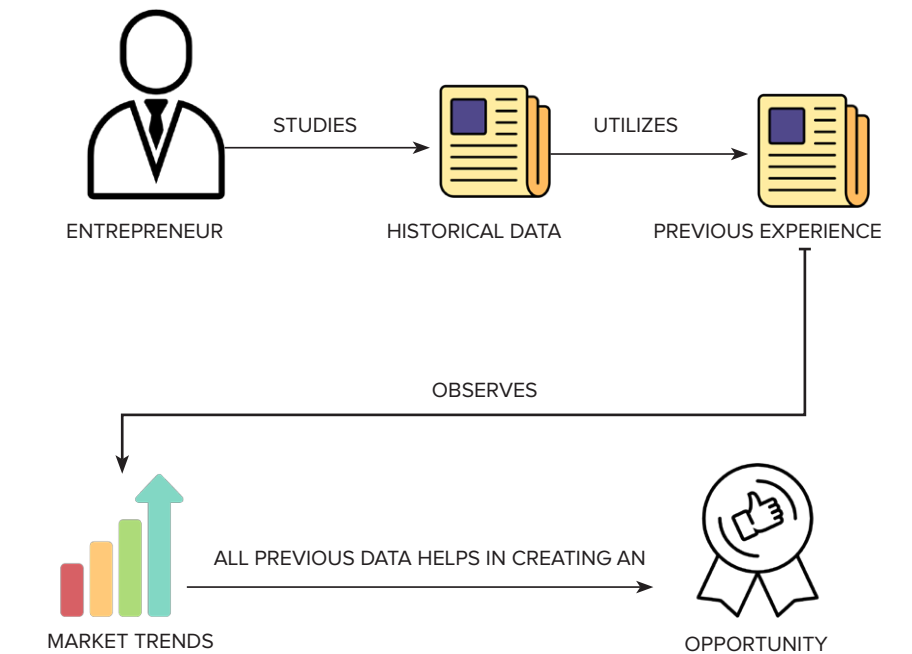 STUDIES
UTILIZES
ENTREPRENEUR
HISTORICAL DATA
PREVIOUS EXPERIENCE
OBSERVES
ALL PREVIOUS DATA HELPS IN CREATING AN
MARKET TRENDS
OPPORTUNITY